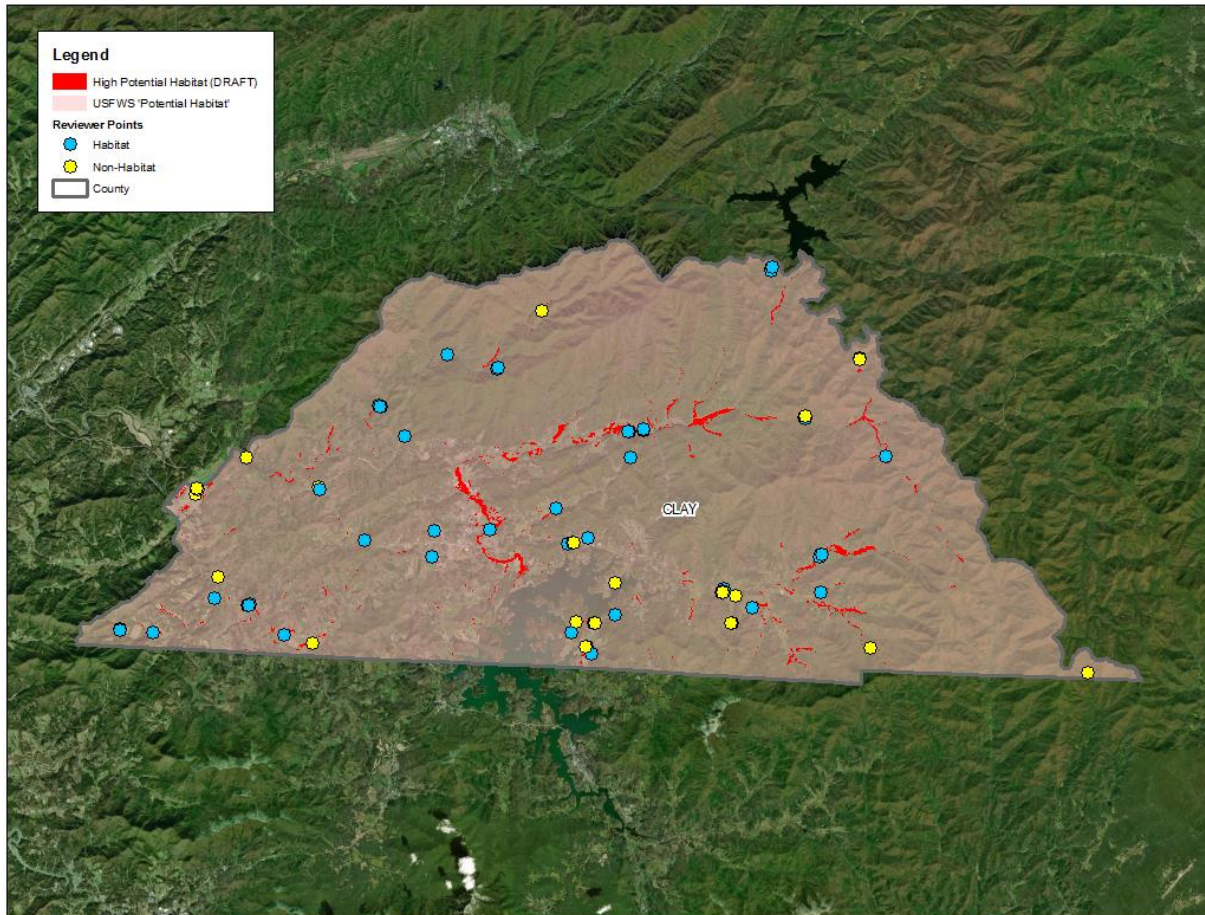 Legend
High Potential Habitat (DRAFT)
USFWS 'Potential Habitat'
Reviewer Points
Habitat
Non-Habitat
County
CLAY